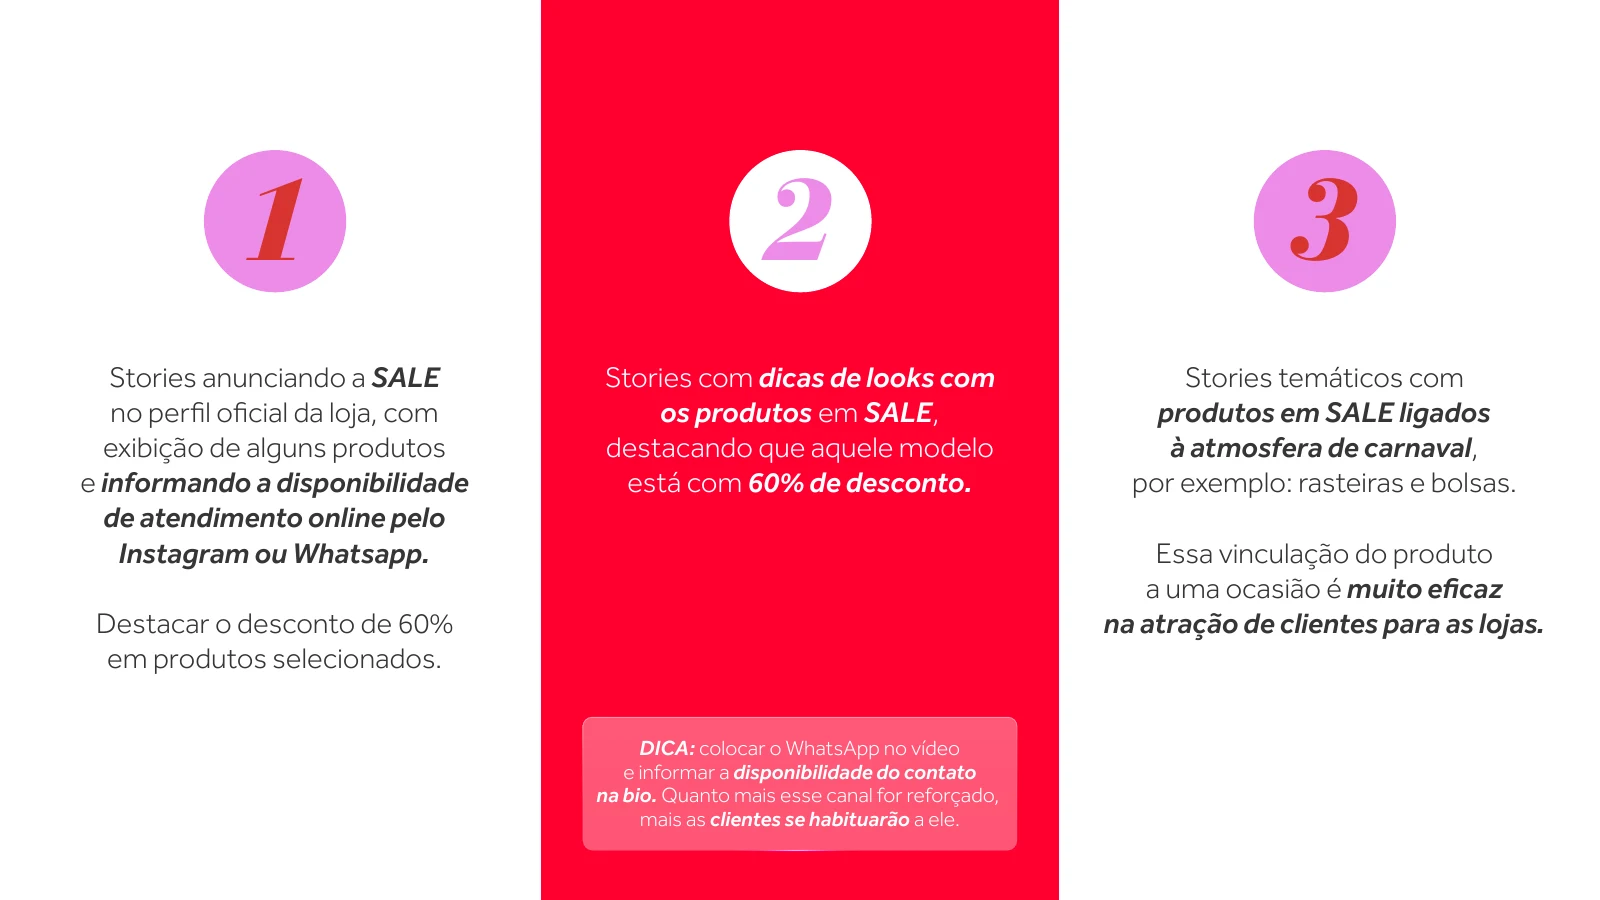 1
Stories anunciando a SALE
no perfil oficial da loja, com
exibição de alguns produtos
e informando a disponibilidade
de atendimento online pelo
Instagram ou Whatsapp.
Destacar o desconto de 60%
em produtos selecionados.
2
Stories com dicas de looks com
os produtos em SALE,
destacando que aquele modelo
está com 60% de desconto.
DICA: colocar o WhatsApp no vídeo
e informar a disponibilidade do contato
na bio. Quanto mais esse canal for reforçado,
mais as clientes se habituarão a ele.
3
Stories temáticos com
produtos em SALE ligados
à atmosfera de carnaval,
por exemplo: rasteiras e bolsas.
Essa vinculação do produto
a uma ocasião é muito eficaz
na atração de clientes para as lojas.